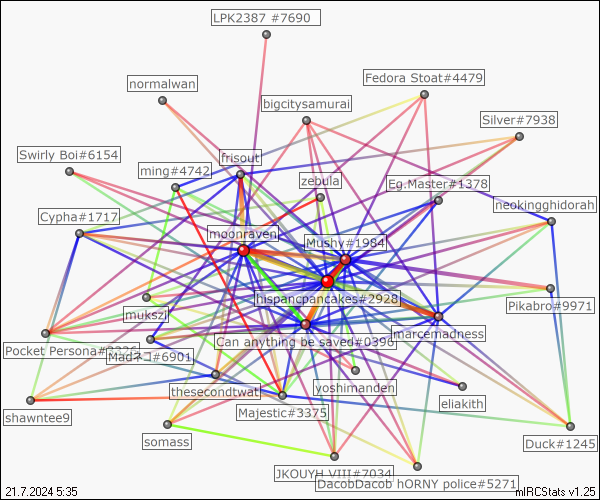 LPK2387 #7690
Fedora Stoat#4479
normalwan
bigcitysamurai
Silver#7938
Swirly Boi#6154
frisout
ming#4742
zebula
Eg.Master#1378
neokingghidorah
Cypha#1717
moonraven
Mushy#1984
hispancpancakes#2928
mukszi
Pikabro#9971
Can anything be saved#0396
marcemadness
Pocket Persona#
Madネコ#6901
yoshimanden
thesecondtwat
eliakith
shawntee9
Majestic#3375
somass
Duck#1245
JKOUYH VIII#7034
DacobDacob hORNY police#5271
21.7.2024 5:35
mIRCStats v1.25